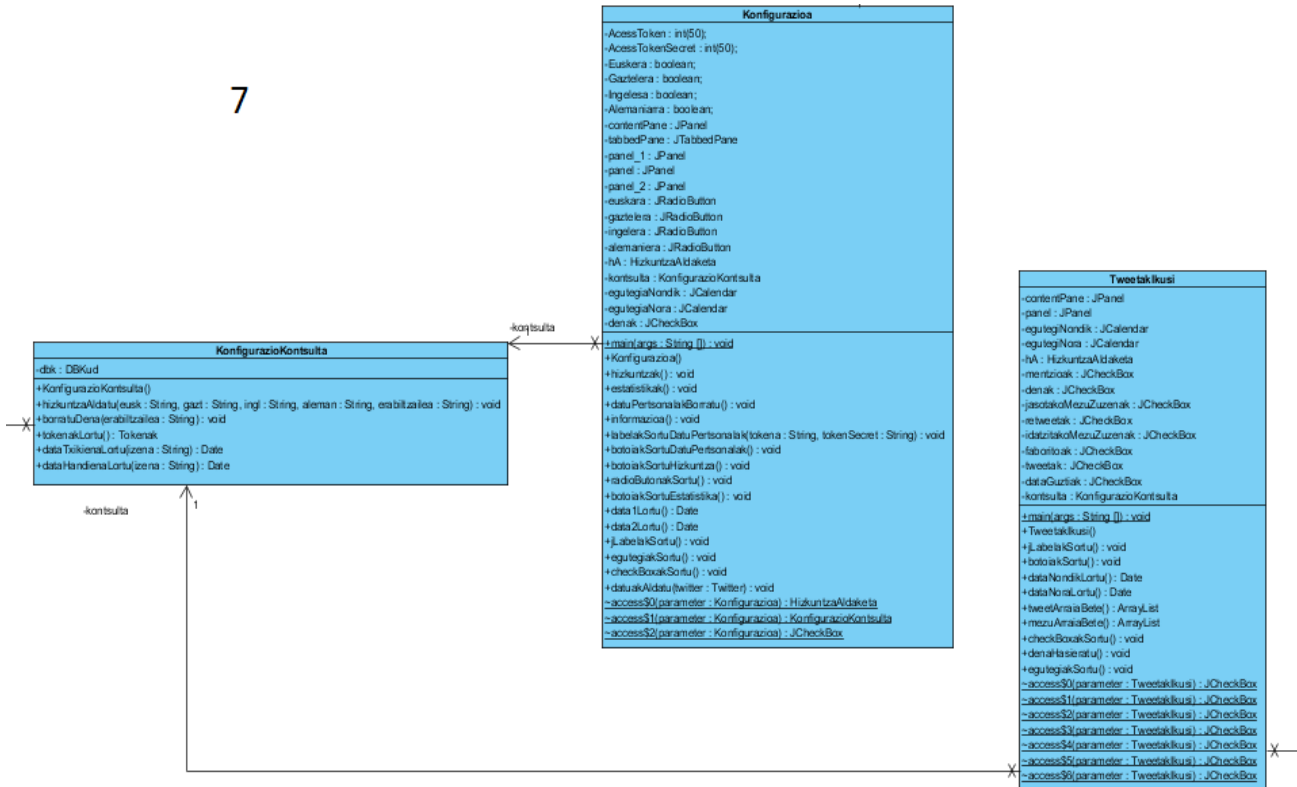 7
Konfigurazioa
-AcessToken : int(50);
-AcessTokenSecret : int(50);
-Euskera : boolean;
-Gaztelera : boolean;
-Ingelesa : boolean;
-Alemaniarra : boolean;
-contentPane : JPanel
-tabbedPane : JTabbedPane
-panel_1 : JPanel
-panel : JPanel
-panel_2 : JPanel
-euskara : JRadioButton
-gaztelera : JRadioButton
-ingelera : JRadioButton
-alemaniera : JRadioButton
-hA : HizkuntzaAldaketa
-kontsulta : KonfigurazioKontsulta
-egutegiaNondik : JCalendar
-egutegiaNora : JCalendar
-denak : JCheckBox
+main(args : String []) : void
+Konfigurazioa()
+hizkuntzak() : void
+estatistikak() : void
+datuPertsonalakBorratu() : void
+informazioa() : void
+labelakSortuDatuPertsonalak(tokena : String, tokenSecret : String) : void
+botoiakSortuDatuPertsonalak() : void
+botoiakSortuHizkuntza() : void
+radioButonakSortu() : void
+botoiakSortuEstatistika() : void
+data1Lortu() : Date
+data2Lortu() : Date
+jLabelakSortu() : void
+egutegiakSortu() : void
+checkBoxakSortu() : void
+datuakAldatu(twitter : Twitter) : void
~access$0(parameter : Konfigurazioa) : HizkuntzaAldaketa
~access$1(parameter : Konfigurazioa) : KonfigurazioKontsulta
~access$2(parameter : Konfigurazioa) : JCheckBox
-kontsulta
1
KonfigurazioKontsulta
-dbk : DBKud
+KonfigurazioKontsulta()
+hizkuntzaAldatu(eusk : String, gazt : String, ingl : String, aleman : String, erabiltzailea : String) : void
+borratuDena(erabiltzailea : String) : void
+tokenakLortu() : Tokenak
+dataTxikienaLortu(izena : String) : Date
+dataHandienaLortu(izena : String) : Date
-kontsulta
1
TweetakIkusi
-contentPane : JPanel
-panel : JPanel
-egutegiNondik : JCalendar
-egutegiNora : JCalendar
-hA : HizkuntzaAldaketa
-mentzioak : JCheckBox
-denak : JCheckBox
-jasotakoMezuZuzenak : JCheckBox
-retweetak : JCheckBox
-idatzitakoMezuZuzenak : JCheckBox
-faboritoak : JCheckBox
-tweetak : JCheckBox
-dataGuztiak : JCheckBox
-kontsulta : KonfigurazioKontsulta
+main(args : String []) : void
+TweetakIkusi()
+jLabelakSortu() : void
+botoiakSortu() : void
+dataNondikLortu() : Date
+dataNoraLortu() : Date
+tweetArraiaBete() : ArrayList
+mezuArraiaBete() : ArrayList
+checkBoxakSortu() : void
+denaHasieratu() : void
+egutegiakSortu() : void
~access$0(parameter : TweetakIkusi) : JCheckBox
~access$1(parameter : TweetakIkusi) : JCheckBox
~access$2(parameter : TweetakIkusi) : JCheckBox
~access$3(parameter : TweetakIkusi) : JCheckBox
~access$4(parameter : TweetakIkusi) : JCheckBox
~access$5(parameter : TweetakIkusi) : JCheckBox
~access$6(parameter : TweetakIkusi) : JCheckBox